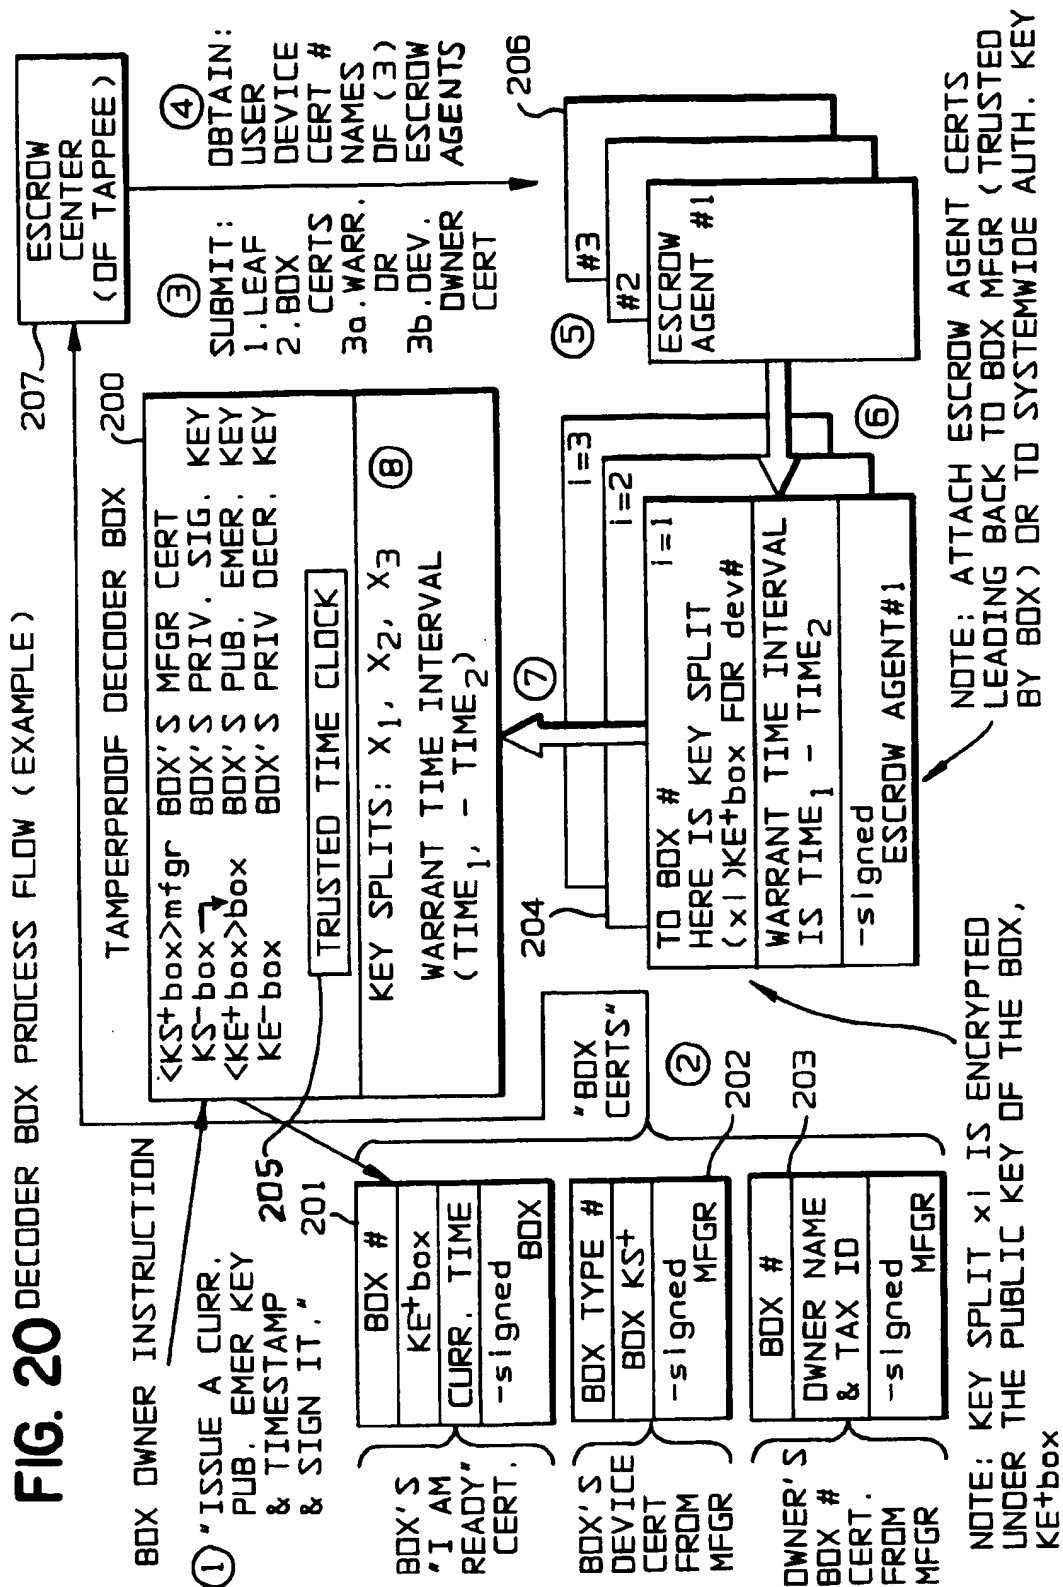 FIG. 20 DECODER BOX PROCESS FLOW (EXAMPLE)
BOX OWNER INSTRUCTION
① "ISSUE A CURR.
PUB. EMER KEY
& TIMESTAMP
& SIGN IT."
TAMPERPROOF DECODER BOX
200
<KS+box>mfgr BOX'S MFGR CERT
KS-box BOX'S PRIV. SIG. KEY
<KE+box>box BOX'S PUB. EMER. KEY
KE-box BOX'S PRIV DECR. KEY
TRUSTED TIME CLOCK
205
KEY SPLITS: X1, X2, X3
⑧
WARRANT TIME INTERVAL
(TIME1, - TIME2)
207
ESCROW
CENTER
(OF TAPPEE)
③
SUBMIT:
1.LEAF
2.BOX
CERTS
3a.WARR.
OR
3b.DEV.
OWNER
CERT
④
OBTAIN:
USER
DEVICE
CERT #
NAMES
OF (3)
ESCROW
AGENTS
BOX'S
"I AM
READY"
CERT.
201
BOX #
KE+box
CURR. TIME
-signed
BOX
BOX'S
DEVICE
CERT
FROM
MFGR
BOX TYPE #
BOX KS+
-signed
MFGR
202
OWNER'S
BOX #
CERT.
FROM
MFGR
BOX #
OWNER NAME
& TAX ID
-signed
MFGR
203
"BOX
CERTS"
②
⑦
204
i=3
i=2
i=1
TO BOX #
HERE IS KEY SPLIT
(xi)KE+box FOR dev#
WARRANT TIME INTERVAL
IS TIME1 - TIME2
-signed
ESCROW AGENT#1
⑥
⑤
206
#3
#2
ESCROW
AGENT #1
NOTE: KEY SPLIT xi IS ENCRYPTED
UNDER THE PUBLIC KEY OF THE BOX,
KE+box
NOTE: ATTACH ESCROW AGENT CERTS
LEADING BACK TO BOX MFGR (TRUSTED
BY BOX) OR TO SYSTEMWIDE AUTH. KEY